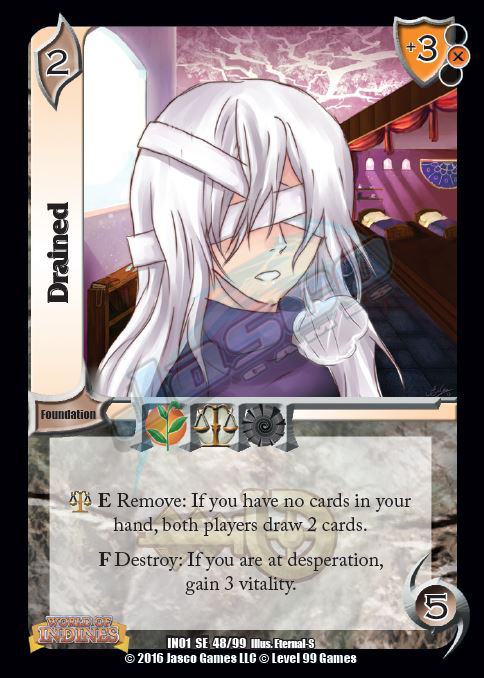 2
+3
Drained
Foundation
E Remove: If you have no cards in your
hand, both players draw 2 cards.
F Destroy: If you are at desperation,
gain 3 vitality.
5
WORLD OF
INDINES
IN01 SE 48/99 Illus. Eternal-S
© 2016 Jasco Games LLC © Level 99 Games